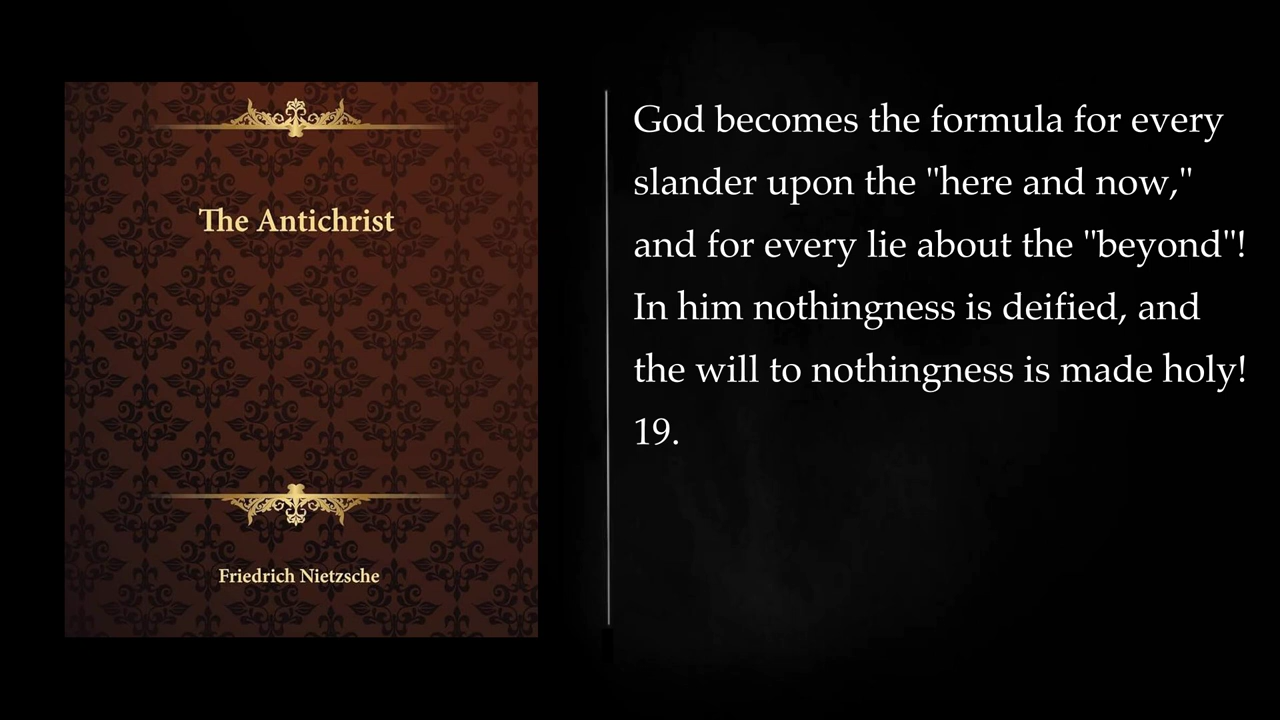 The Antichrist
Friedrich Nietzsche
God becomes the formula for every
slander upon the "here and now,"
and for every lie about the "beyond"!
In him nothingness is deified, and
the will to nothingness is made holy!
19.